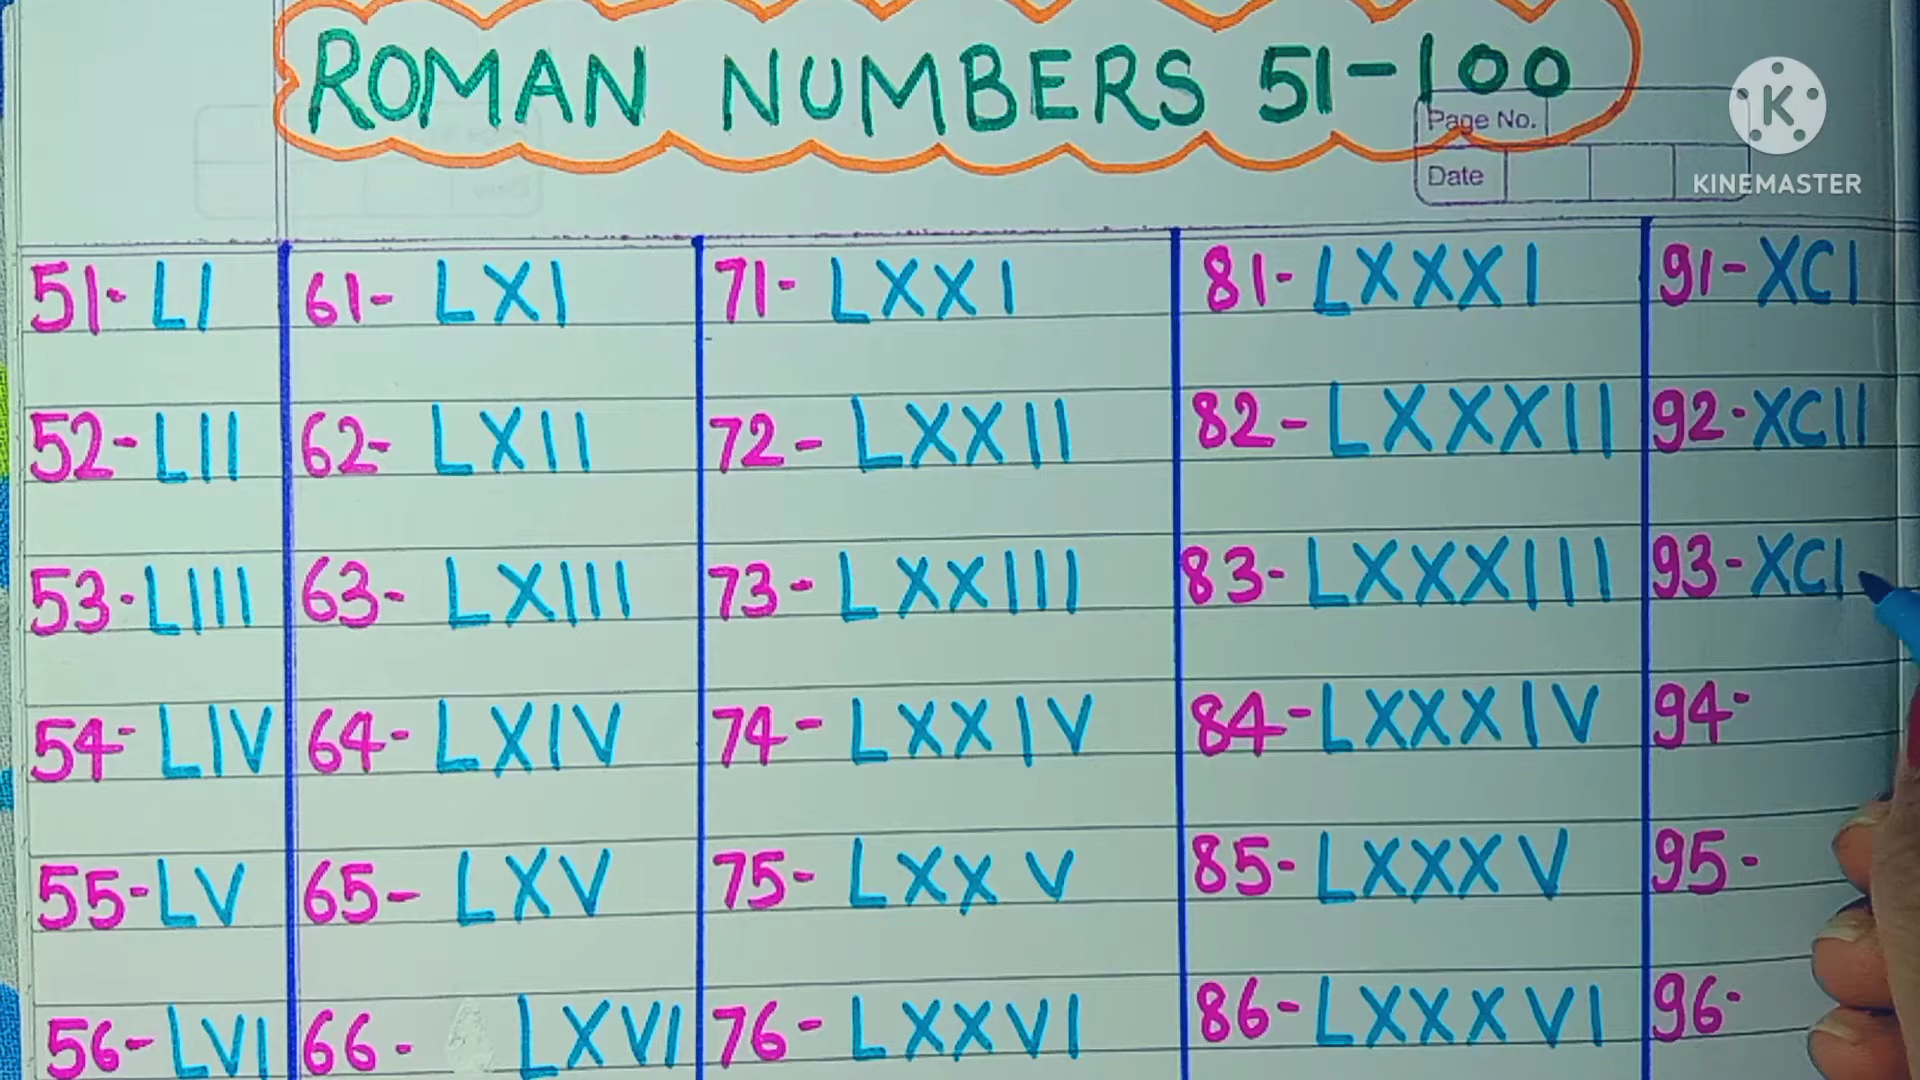 ROMAN NUMBERS 51-100
Page No.
Date
KINEMASTER
51- LI 61- LXI 71- LXXI 81- LXXXI 91- XCI
52- LII 62- LXII 72- LXXII 82- LXXXII 92- XCII
53- LIII 63- LXIII 73- LXXIII 83- LXXXIII 93- XCI
54- LIV 64- LXIV 74- LXXIV 84- LXXXIV 94-
55- LV 65- LXV 75- LXXV 85- LXXXV 95-
56- LVI 66- LXVI 76- LXXVI 86- LXXXVI 96-